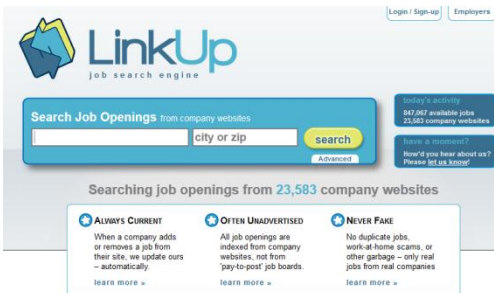 Login / Sign-up
Employers
LinkUp
job search engine
Search Job Openings from company websites
city or zip
search
Advanced
today's activity
847,067 available jobs
23,583 company websites
have a moment?
How'd you hear about us?
Please let us know!
Searching job openings from 23,583 company websites
ALWAYS CURRENT
When a company adds
or removes a job from
their site, we update ours
– automatically.
learn more »
OFTEN UNADVERTISED
All job openings are
indexed from company
websites, not from
'pay-to-post' job boards.
learn more »
NEVER FAKE
No duplicate jobs,
work-at-home scams, or
other garbage – only real
jobs from real companies
learn more »